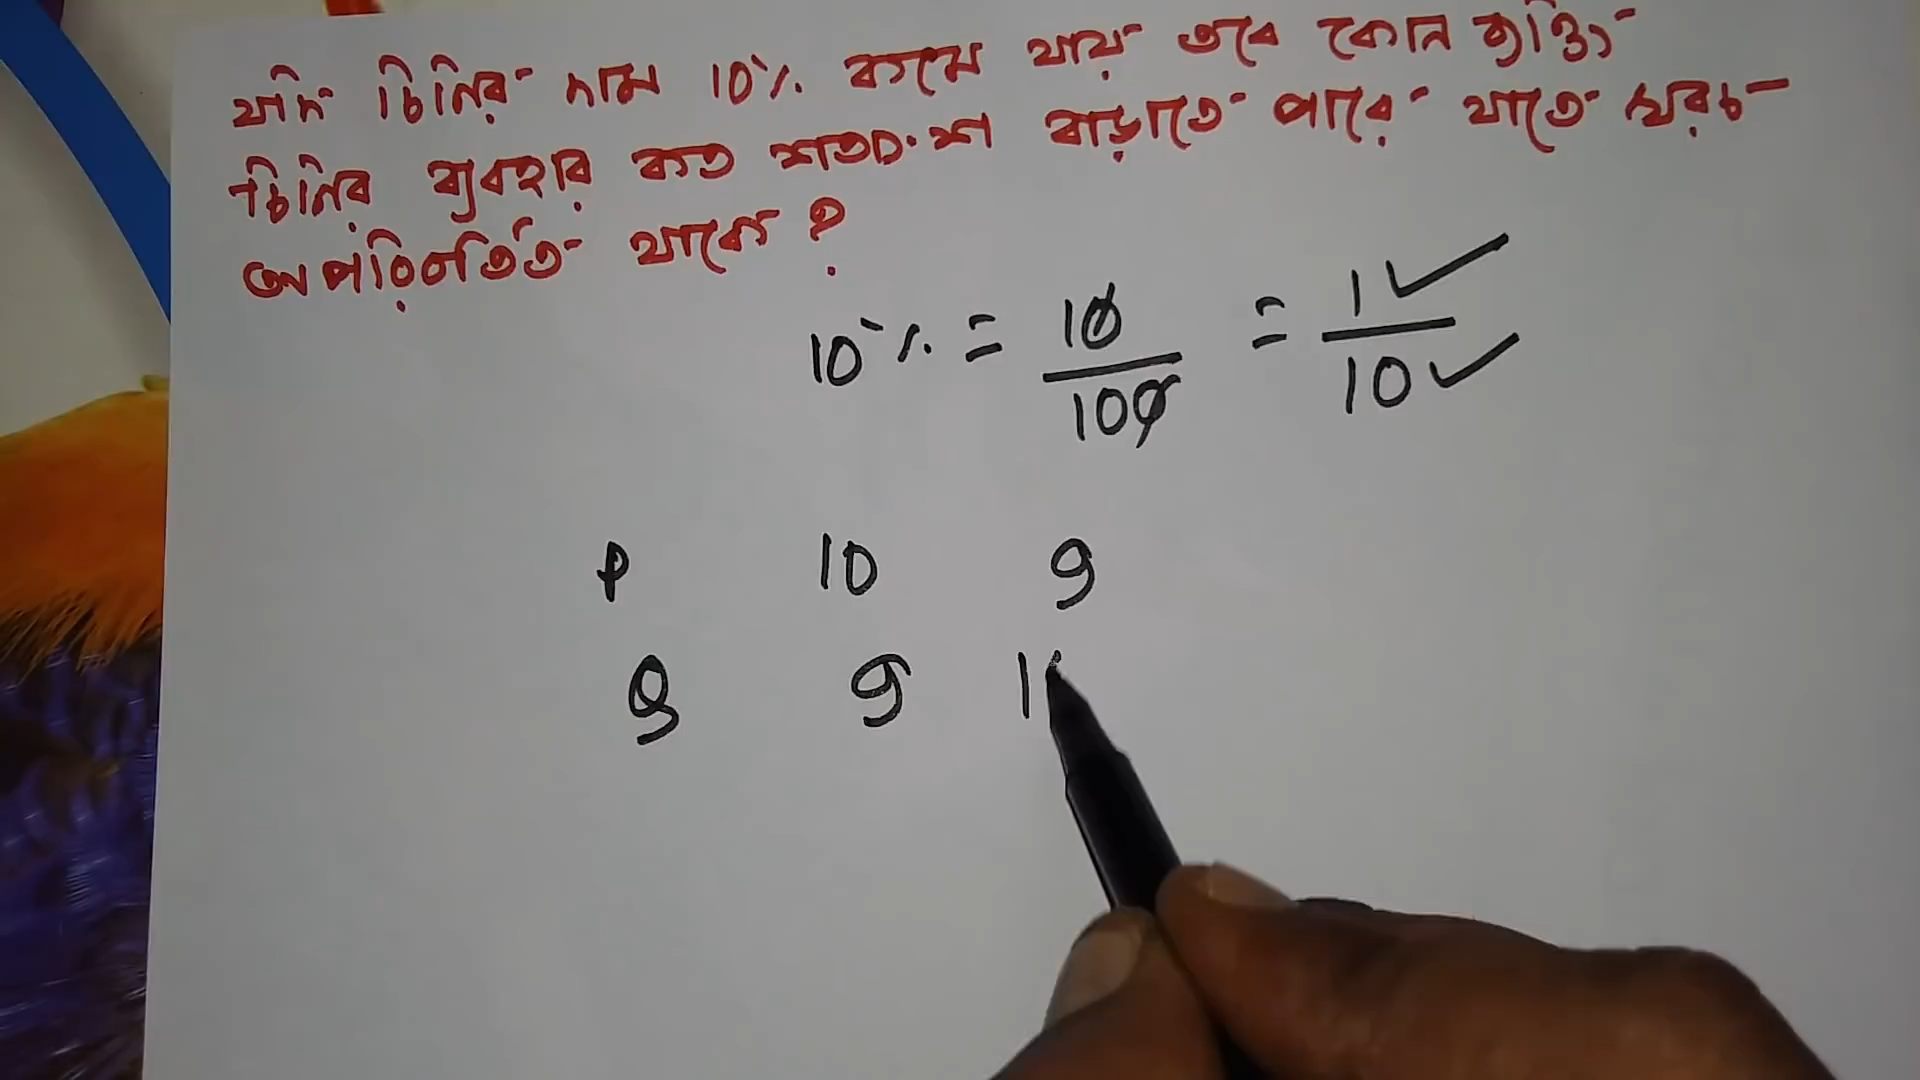 যদি চিনির দাম 10% কমে যায় তবে কোন ব্যক্তি
চিনির ব্যবহার কত শতাংশ বাড়াতে পারে যাতে খরচ
অপরিবর্তিত থাকে ?
10% = 10/100 = 1/10
P 10 9
Q 9 1